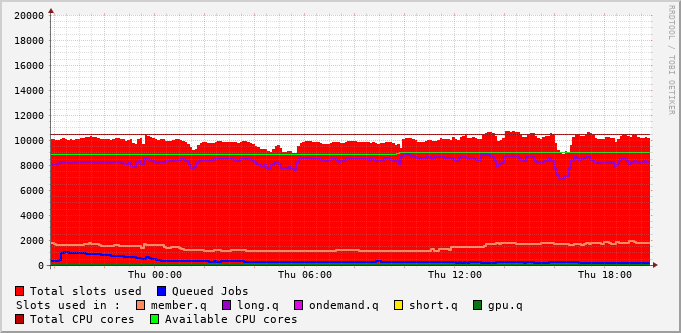 20000
18000
16000
14000
12000
10000
8000
6000
4000
2000
0
Thu 00:00 Thu 06:00 Thu 12:00 Thu 18:00
RRDTOOL / TOBI OETIKER
Total slots used Queued Jobs
Slots used in : member.q long.q ondemand.q short.q gpu.q
Total CPU cores Available CPU cores